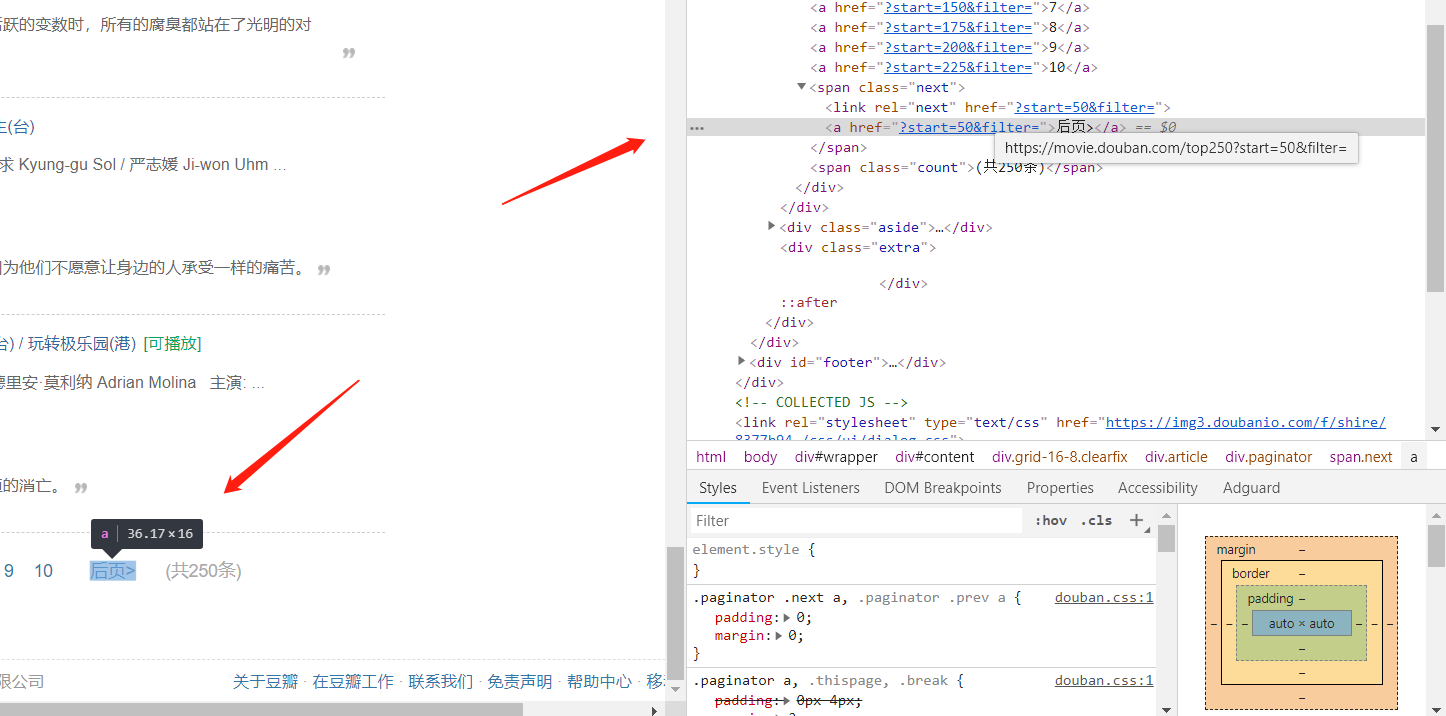 活跃的变数时，所有的腐臭都站在了光明的对
”
(台)
求 Kyung-gu Sol / 严志媛 Ji-won Uhm ...
因为他们不愿意让身边的人承受一样的痛苦。 ”
台) / 玩转极乐园(港) [可播放]
德里安·莫利纳 Adrian Molina 主演: ...
的消亡。 ”
a 36.17×16
9 10 后页> (共250条)
限公司
关于豆瓣 · 在豆瓣工作 · 联系我们 · 免责声明 · 帮助中心 · 移
<a href="?start=150&filter=">7</a>
<a href="?start=175&filter=">8</a>
<a href="?start=200&filter=">9</a>
<a href="?start=225&filter=">10</a>
<span class="next">
<link rel="next" href="?start=50&filter=">
… <a href="?start=50&filter=">后页></a> == $0
https://movie.douban.com/top250?start=50&filter=
</span>
<span class="count">(共250条)</span>
</div>
</div>
<div class="aside">…</div>
<div class="extra">
</div>
::after
</div>
</div>
<div id="footer">…</div>
</div>
<!-- COLLECTED JS -->
<link rel="stylesheet" type="text/css" href="https://img3.doubanio.com/f/shire/
8377b94…/css/ui/dialog.css">
html body div#wrapper div#content div.grid-16-8.clearfix div.article div.paginator span.next a
Styles Event Listeners DOM Breakpoints Properties Accessibility Adguard
Filter :hov .cls +
element.style {
}
.paginator .next a, .paginator .prev a { douban.css:1
padding: 0;
margin: 0;
}
.paginator a, .thispage, .break { douban.css:1
padding: 0px 4px;
margin –
border –
padding –
– – – auto × auto – – –
–
–
–